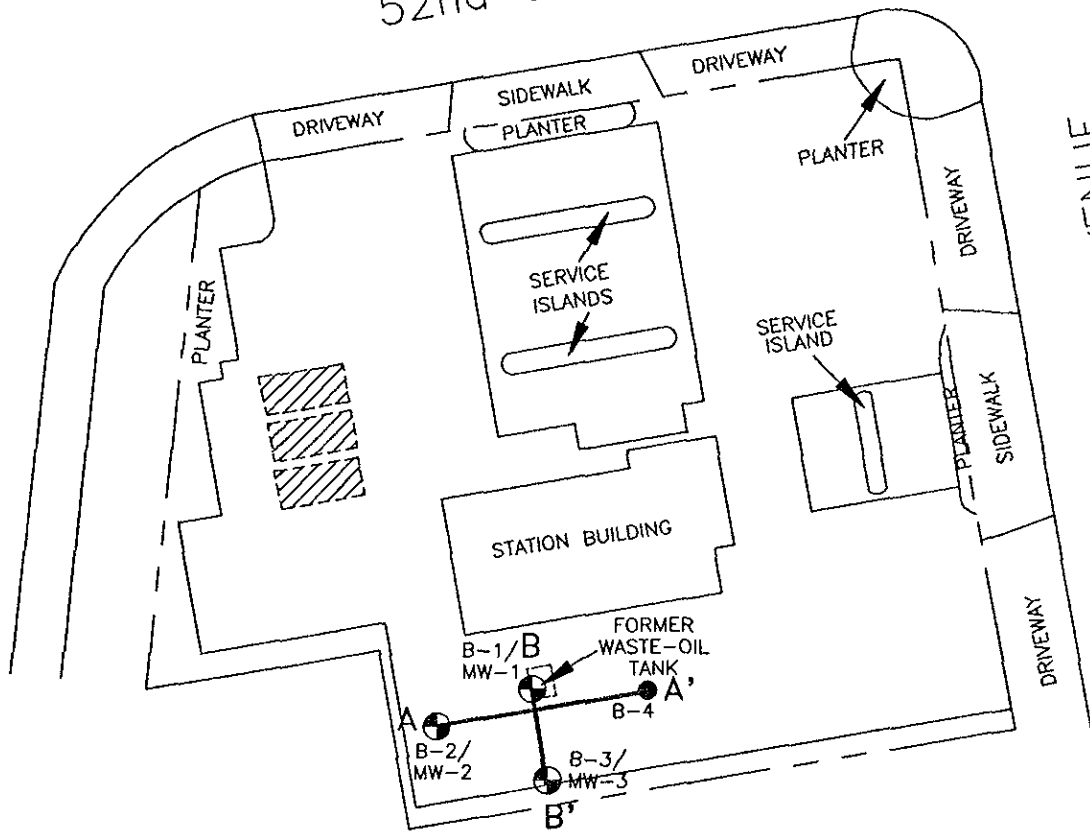 52nd
DRIVEWAY
SIDEWALK
DRIVEWAY
PLANTER
PLANTER
DRIVEWAY
SERVICE
ISLANDS
PLANTER
SERVICE
ISLAND
PLANTER
SIDEWALK
STATION BUILDING
DRIVEWAY
FORMER
WASTE-OIL
TANK
B-1/
MW-1
B
A
A'
B-4
B-2/
MW-2
B-3/
MW-3
B'